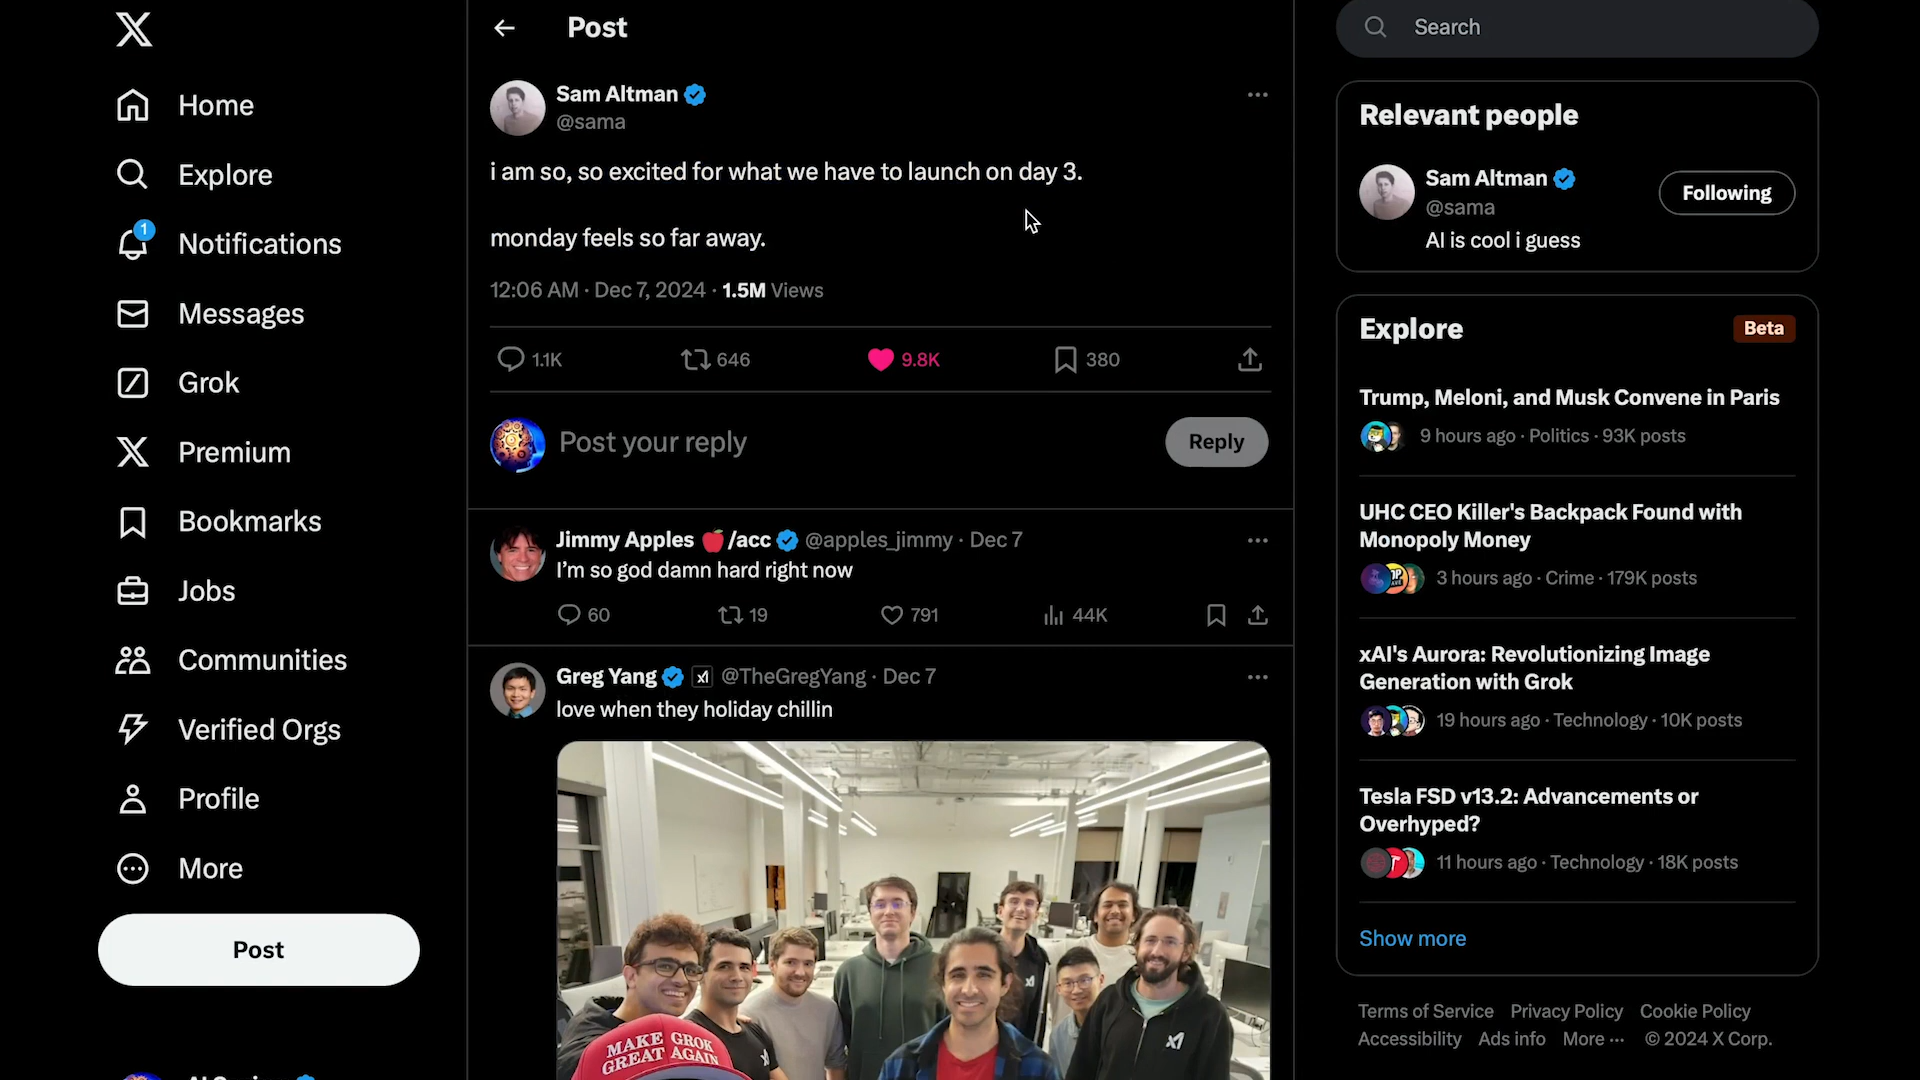 Home
Explore
1
Notifications
Messages
Grok
Premium
Bookmarks
Jobs
Communities
Verified Orgs
Profile
More
Post
Post
Sam Altman
@sama
i am so, so excited for what we have to launch on day 3.
monday feels so far away.
12:06 AM · Dec 7, 2024 · 1.5M Views
1.1K 646 9.8K 380
Post your reply
Reply
Jimmy Apples 🍎/acc @apples_jimmy · Dec 7
I’m so god damn hard right now
60 19 791 44K
Greg Yang @TheGregYang · Dec 7
love when they holiday chillin
MAKE GROK
GREAT AGAIN
Search
Relevant people
Sam Altman
@sama
Following
AI is cool i guess
Explore
Beta
Trump, Meloni, and Musk Convene in Paris
9 hours ago · Politics · 93K posts
UHC CEO Killer's Backpack Found with
Monopoly Money
3 hours ago · Crime · 179K posts
xAI's Aurora: Revolutionizing Image
Generation with Grok
19 hours ago · Technology · 10K posts
Tesla FSD v13.2: Advancements or
Overhyped?
11 hours ago · Technology · 18K posts
Show more
Terms of Service Privacy Policy Cookie Policy
Accessibility Ads info More ··· © 2024 X Corp.